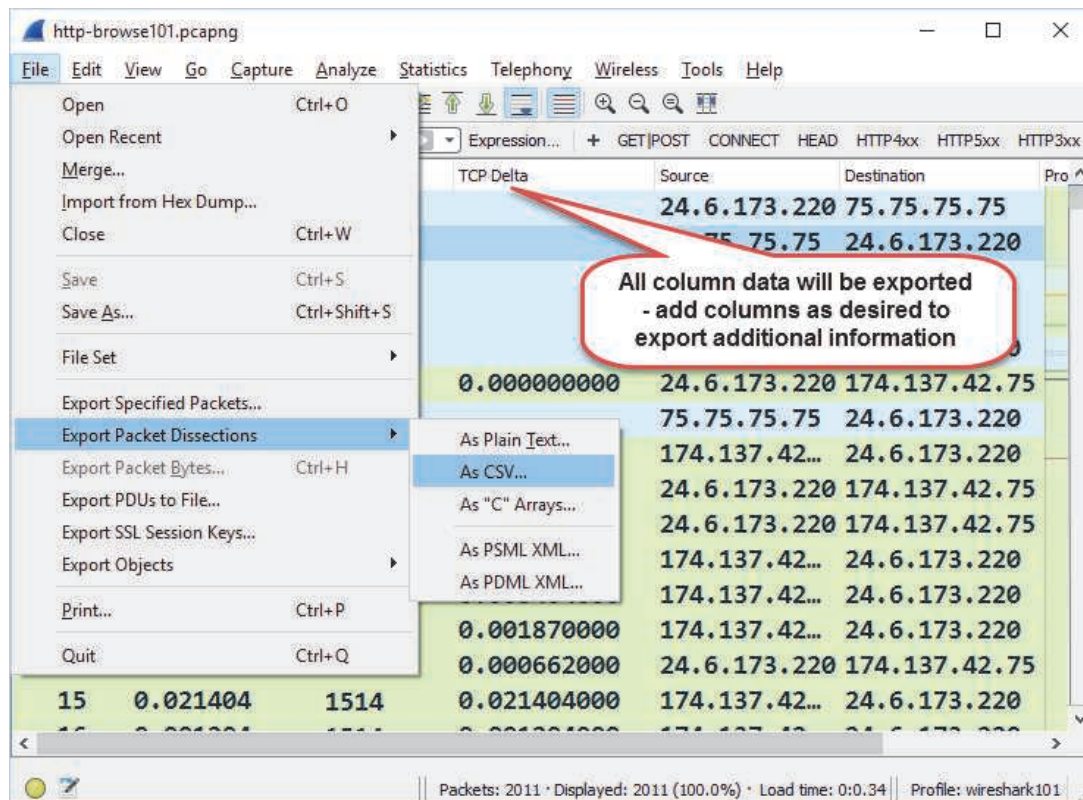 http-browse101.pcapng
File Edit View Go Capture Analyze Statistics Telephony Wireless Tools Help
Open Ctrl+O
Open Recent
Merge...
Import from Hex Dump...
Close Ctrl+W
Save Ctrl+S
Save As... Ctrl+Shift+S
File Set
Export Specified Packets...
Export Packet Dissections
Export Packet Bytes... Ctrl+H
Export PDUs to File...
Export SSL Session Keys...
Export Objects
Print... Ctrl+P
Quit Ctrl+Q
As Plain Text...
As CSV...
As "C" Arrays...
As PSML XML...
As PDML XML...
Expression... + GET|POST CONNECT HEAD HTTP4xx HTTP5xx HTTP3xx
TCP Delta Source Destination Pro
24.6.173.220 75.75.75.75
75.75.75 24.6.173.220
All column data will be exported
- add columns as desired to
export additional information
0.000000000 24.6.173.220 174.137.42.75
75.75.75.75 24.6.173.220
174.137.42… 24.6.173.220
24.6.173.220 174.137.42.75
24.6.173.220 174.137.42.75
174.137.42… 24.6.173.220
174.137.42… 24.6.173.220
0.001870000 174.137.42… 24.6.173.220
0.000662000 24.6.173.220 174.137.42.75
15 0.021404 1514 0.021404000 174.137.42… 24.6.173.220
Packets: 2011 · Displayed: 2011 (100.0%) · Load time: 0:0.34 Profile: wireshark101